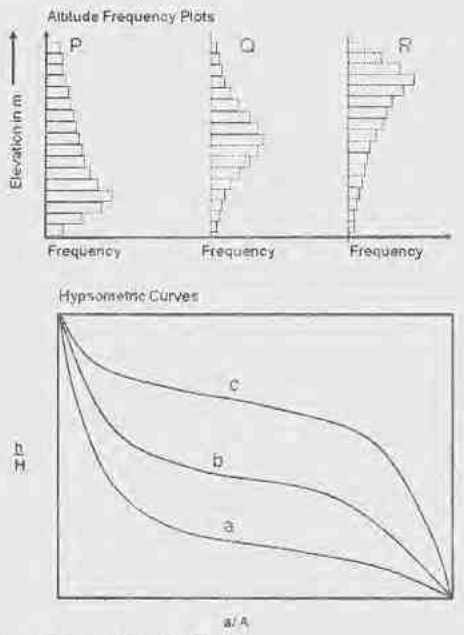 Altitude Frequency Plots
P Q R
Elevation in m
Frequency Frequency Frequency
Hypsometric Curves
c
b
a
h
H
a/A